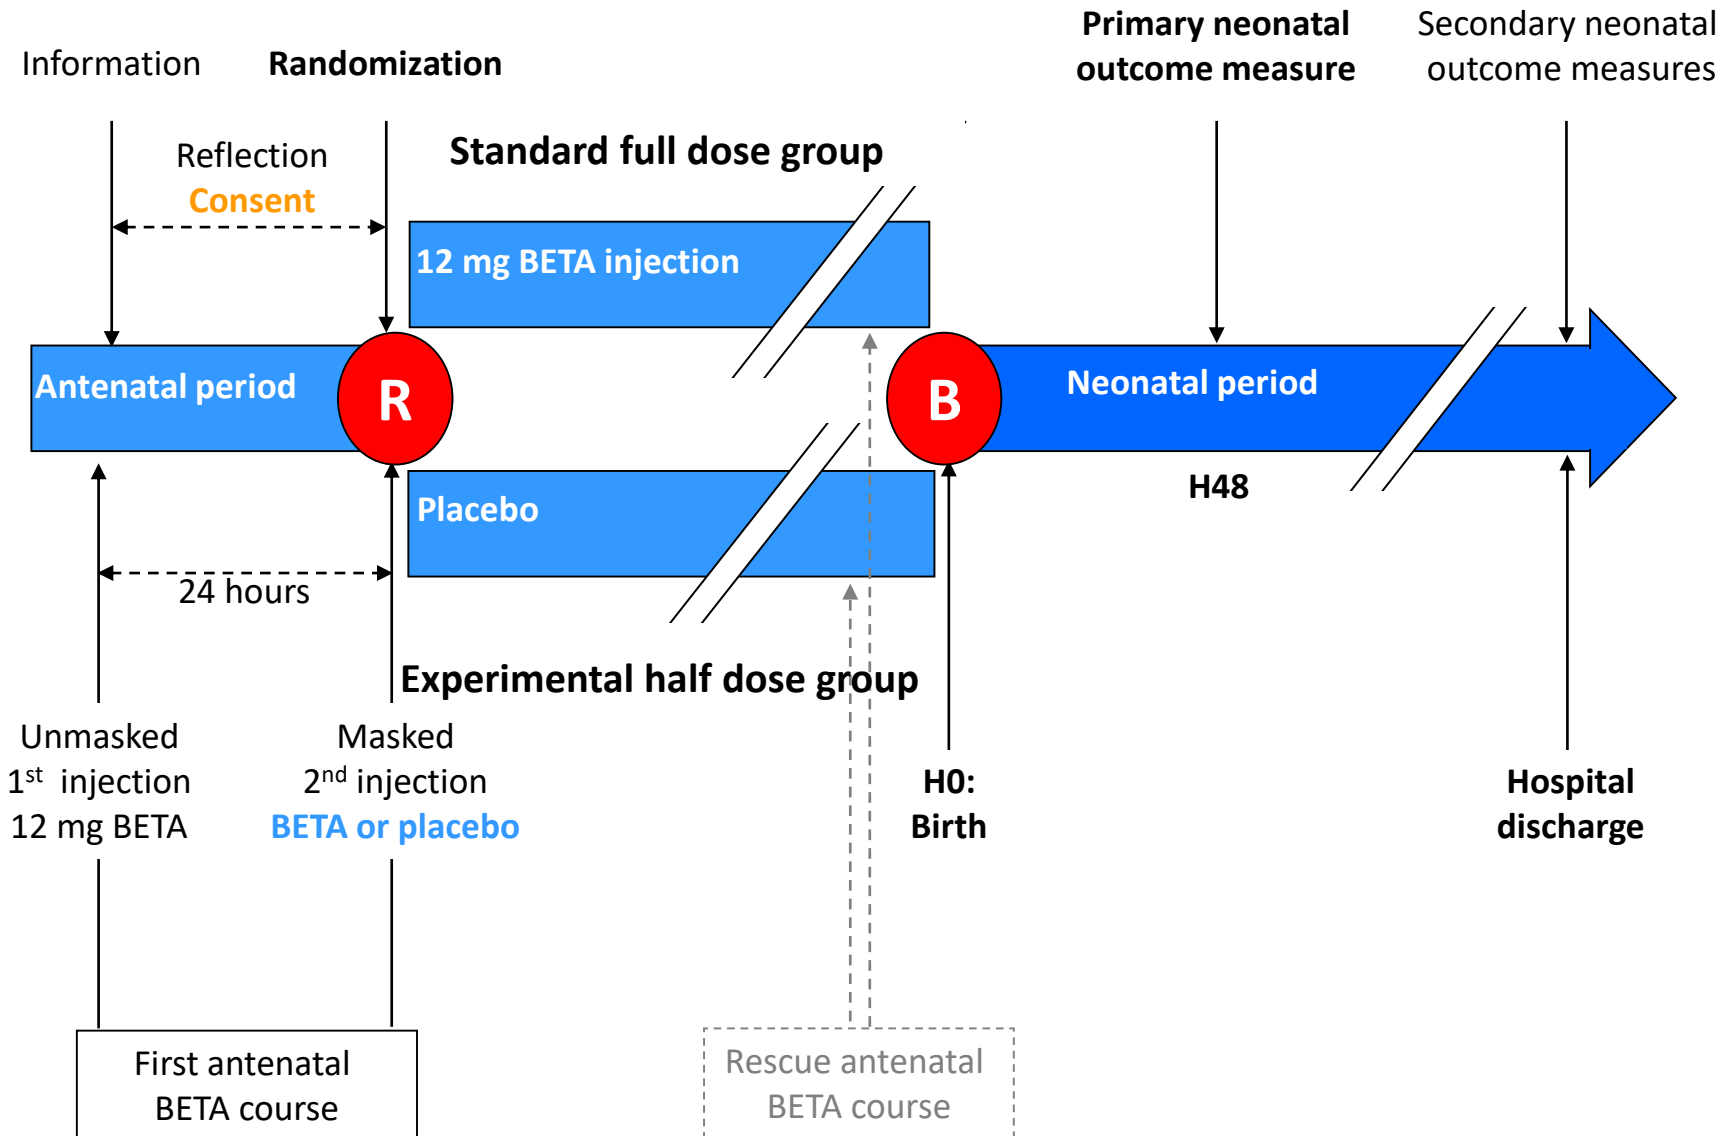 Information
Randomization
Primary neonatal
outcome measure
Secondary neonatal
outcome measures
Reflection
Consent
Standard full dose group
12 mg BETA injection
Antenatal period
R
B
Neonatal period
H48
Placebo
24 hours
Experimental half dose group
Unmasked
1st injection
12 mg BETA
Masked
2nd injection
BETA or placebo
H0:
Birth
Hospital
discharge
First antenatal
BETA course
Rescue antenatal
BETA course